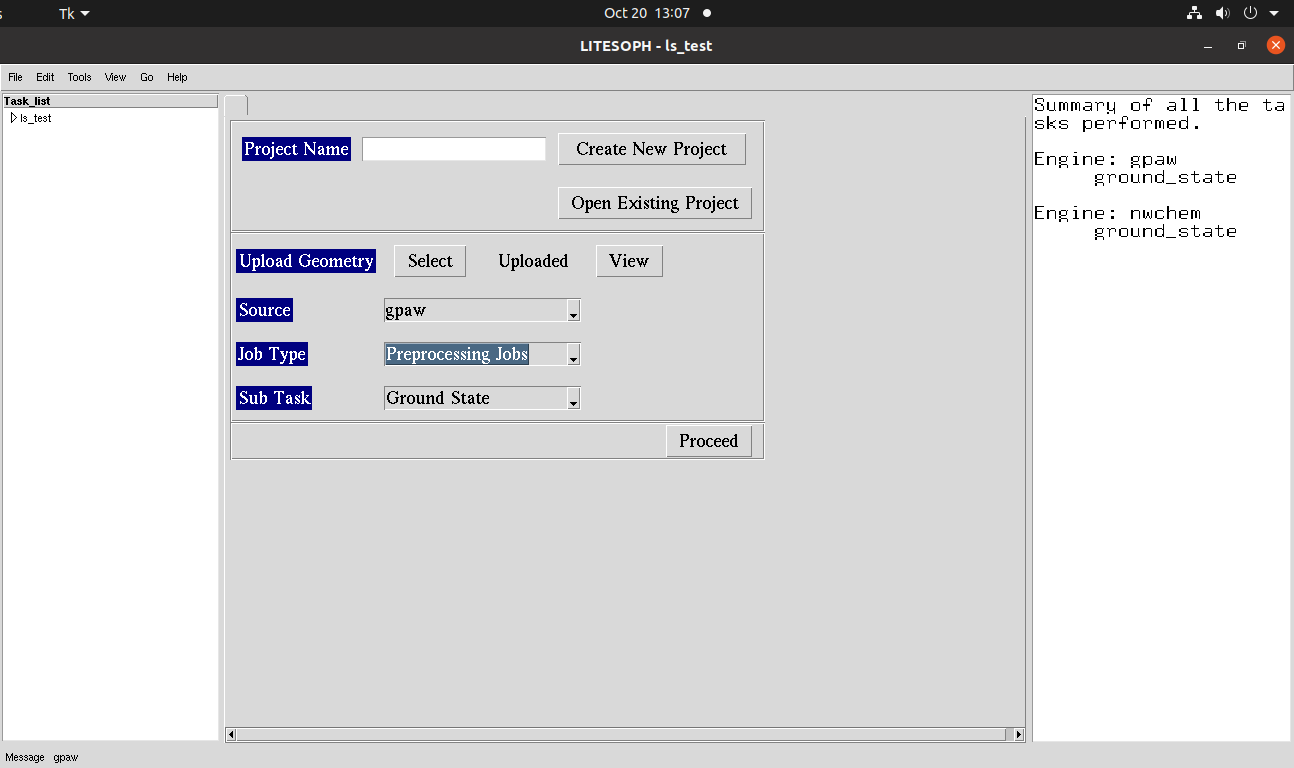 Tk
Oct 20 13:07
LITESOPH - ls_test
File Edit Tools View Go Help
Task_list
ls_test
Project Name
Create New Project
Open Existing Project
Upload Geometry
Select
Uploaded
View
Source
gpaw
Job Type
Preprocessing Jobs
Sub Task
Ground State
Proceed
Summary of all the ta
sks performed.
Engine: gpaw
ground_state
Engine: nwchem
ground_state
Message gpaw